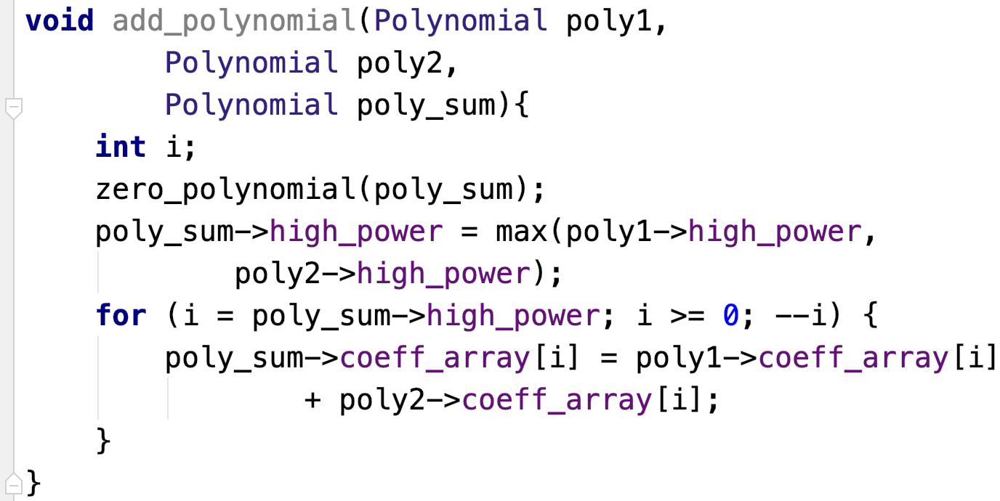 void add_polynomial(Polynomial poly1,
        Polynomial poly2,
        Polynomial poly_sum){
    int i;
    zero_polynomial(poly_sum);
    poly_sum->high_power = max(poly1->high_power,
            poly2->high_power);
    for (i = poly_sum->high_power; i >= 0; --i) {
        poly_sum->coeff_array[i] = poly1->coeff_array[i]
                + poly2->coeff_array[i];
    }
}